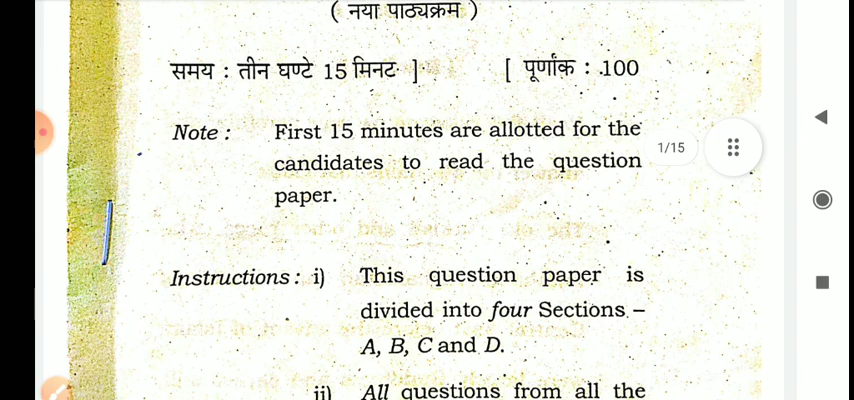 ( नया पाठ्यक्रम )
समय : तीन घण्टे 15 मिनट ] [ पूर्णांक : 100
Note : First 15 minutes are allotted for the
candidates to read the question
paper.
1/15
Instructions : i) This question paper is
divided into four Sections –
A, B, C and D.
ii) All questions from all the